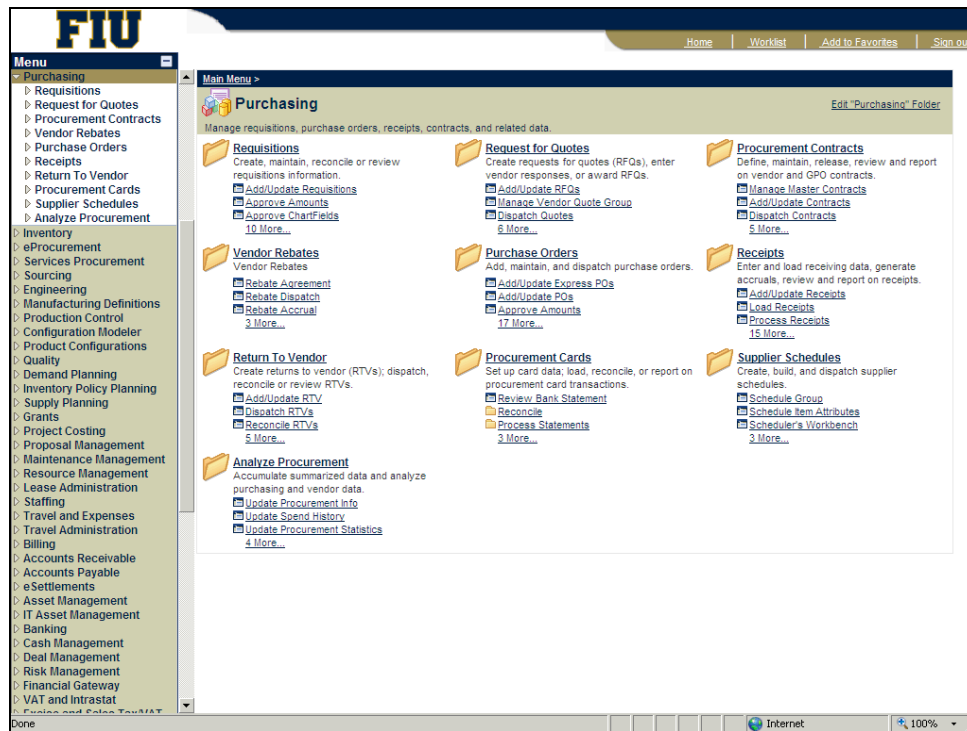 FIU
Home
Worklist
Add to Favorites
Sign ou
Menu
Purchasing
Requisitions
Request for Quotes
Procurement Contracts
Vendor Rebates
Purchase Orders
Receipts
Return To Vendor
Procurement Cards
Supplier Schedules
Analyze Procurement
Inventory
eProcurement
Services Procurement
Sourcing
Engineering
Manufacturing Definitions
Production Control
Configuration Modeler
Product Configurations
Quality
Demand Planning
Inventory Policy Planning
Supply Planning
Grants
Project Costing
Proposal Management
Maintenance Management
Resource Management
Lease Administration
Staffing
Travel and Expenses
Travel Administration
Billing
Accounts Receivable
Accounts Payable
eSettlements
Asset Management
IT Asset Management
Banking
Cash Management
Deal Management
Risk Management
Financial Gateway
VAT and Intrastat
Excise and Sales Tax/VAT
Main Menu >
Purchasing
Edit "Purchasing" Folder
Manage requisitions, purchase orders, receipts, contracts, and related data.
Requisitions
Create, maintain, reconcile or review
requisitions information.
Add/Update Requisitions
Approve Amounts
Approve ChartFields
10 More...
Request for Quotes
Create requests for quotes (RFQs), enter
vendor responses, or award RFQs.
Add/Update RFQs
Manage Vendor Quote Group
Dispatch Quotes
6 More...
Procurement Contracts
Define, maintain, release, review and report
on vendor and GPO contracts.
Manage Master Contracts
Add/Update Contracts
Dispatch Contracts
5 More...
Vendor Rebates
Vendor Rebates
Rebate Agreement
Rebate Dispatch
Rebate Accrual
3 More...
Purchase Orders
Add, maintain, and dispatch purchase orders.
Add/Update Express POs
Add/Update POs
Approve Amounts
17 More...
Receipts
Enter and load receiving data, generate
accruals, review and report on receipts.
Add/Update Receipts
Load Receipts
Process Receipts
15 More...
Return To Vendor
Create returns to vendor (RTVs); dispatch,
reconcile or review RTVs.
Add/Update RTV
Dispatch RTVs
Reconcile RTVs
5 More...
Procurement Cards
Set up card data; load, reconcile, or report on
procurement card transactions.
Review Bank Statement
Reconcile
Process Statements
3 More...
Supplier Schedules
Create, build, and dispatch supplier
schedules.
Schedule Group
Schedule Item Attributes
Scheduler's Workbench
3 More...
Analyze Procurement
Accumulate summarized data and analyze
purchasing and vendor data.
Update Procurement Info
Update Spend History
Update Procurement Statistics
4 More...
Done
Internet
100%